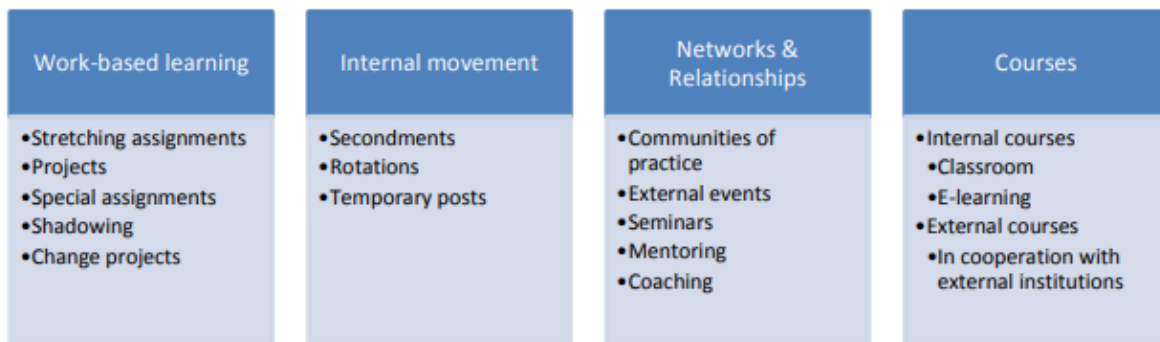 Work-based learning
•Stretching assignments
•Projects
•Special assignments
•Shadowing
•Change projects
Internal movement
•Secondments
•Rotations
•Temporary posts
Networks &
Relationships
•Communities of
practice
•External events
•Seminars
•Mentoring
•Coaching
Courses
•Internal courses
•Classroom
•E-learning
•External courses
•In cooperation with
external institutions